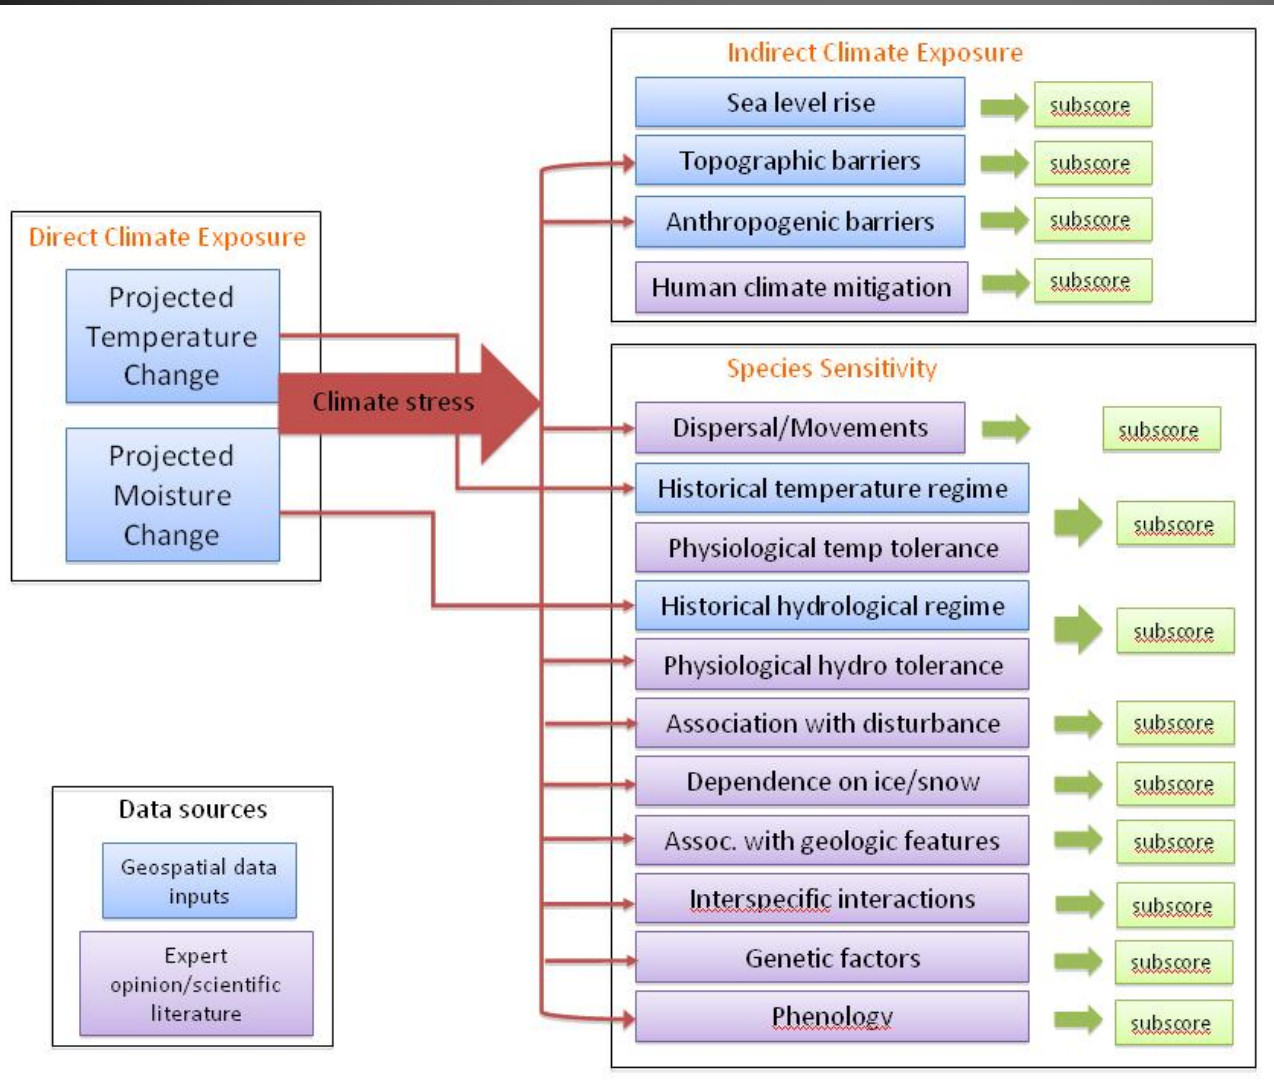 Indirect Climate Exposure
Sea level rise
subscore
Topographic barriers
subscore
Anthropogenic barriers
subscore
Human climate mitigation
subscore
Direct Climate Exposure
Projected
Temperature
Change
Climate stress
Projected
Moisture
Change
Species Sensitivity
Dispersal/Movements
subscore
Historical temperature regime
Physiological temp tolerance
subscore
Historical hydrological regime
Physiological hydro tolerance
subscore
Association with disturbance
subscore
Dependence on ice/snow
subscore
Assoc. with geologic features
subscore
Interspecific interactions
subscore
Genetic factors
subscore
Phenology
subscore
Data sources
Geospatial data
inputs
Expert
opinion/scientific
literature